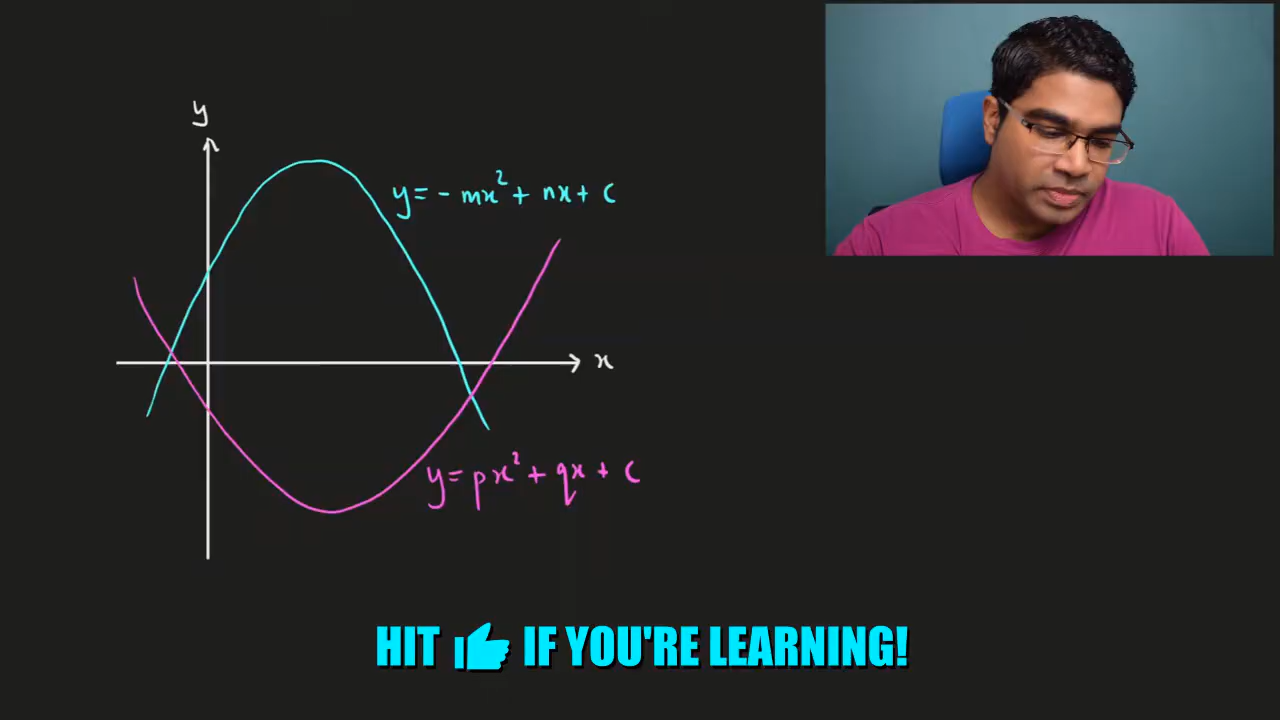 y
y = - mx² + nx + c
x
y = px² + qx + c
HIT 👍 IF YOU'RE LEARNING!